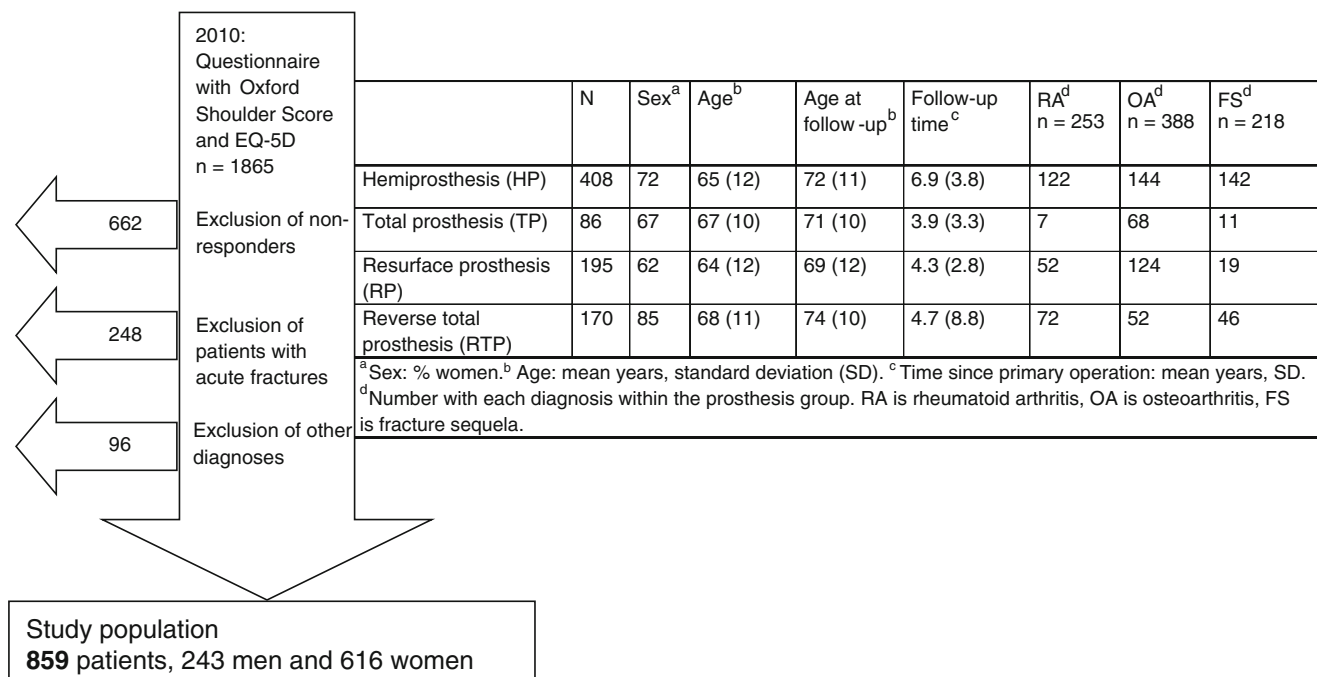 2010:
Questionnaire
with Oxford
Shoulder Score
and EQ-5D
n = 1865
662
Exclusion of non-
responders
248
Exclusion of
patients with
acute fractures
96
Exclusion of other
diagnoses
N Sex^a Age^b Age at follow -up^b Follow-up time^c RA^d n = 253 OA^d n = 388 FS^d n = 218
Hemiprosthesis (HP) 408 72 65 (12) 72 (11) 6.9 (3.8) 122 144 142
Total prosthesis (TP) 86 67 67 (10) 71 (10) 3.9 (3.3) 7 68 11
Resurface prosthesis (RP) 195 62 64 (12) 69 (12) 4.3 (2.8) 52 124 19
Reverse total prosthesis (RTP) 170 85 68 (11) 74 (10) 4.7 (8.8) 72 52 46
^a Sex: % women.^b Age: mean years, standard deviation (SD). ^c Time since primary operation: mean years, SD.
^d Number with each diagnosis within the prosthesis group. RA is rheumatoid arthritis, OA is osteoarthritis, FS
is fracture sequela.
Study population
859 patients, 243 men and 616 women